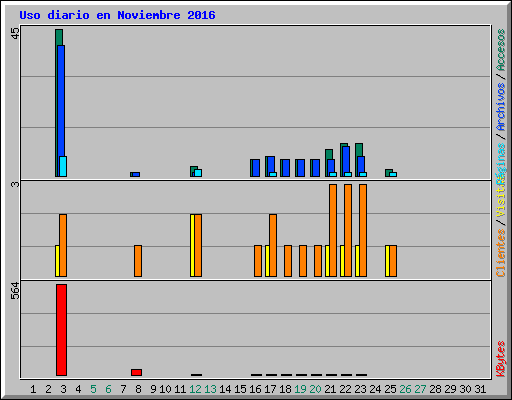 Uso diario en Noviembre 2016
45
3
564
KBytes
Clientes / Visitas
Páginas / Archivos / Accesos
1 2 3 4 5 6 7 8 9 10 11 12 13 14 15 16 17 18 19 20 21 22 23 24 25 26 27 28 29 30 31